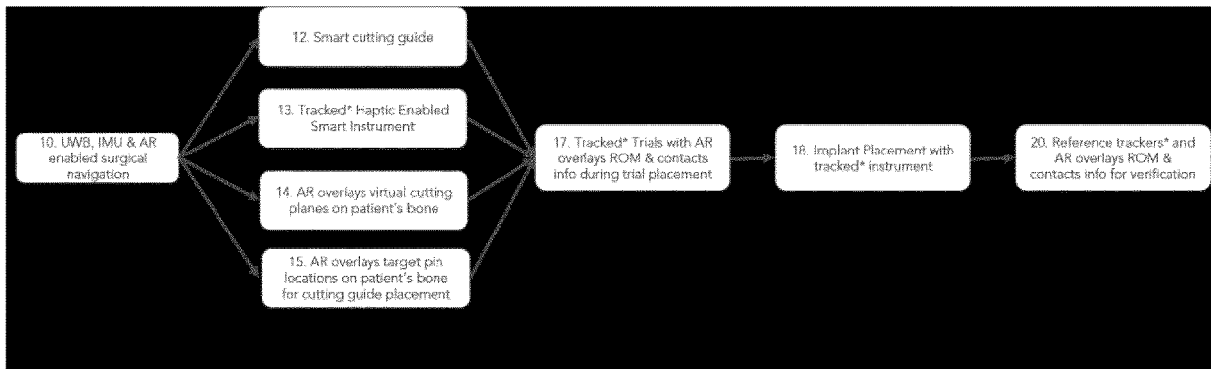 12. Smart cutting guide
13. Tracked* Haptic Enabled
Smart Instrument
10. UWB, IMU & AR
enabled surgical
navigation
14. AR overlays virtual cutting
planes on patient's bone
15. AR overlays target pin
locations on patient's bone
for cutting guide placement
17. Tracked* Trials with AR
overlays ROM & contacts
info during trial placement
18. Implant Placement with
tracked* instrument
20. Reference trackers* and
AR overlays ROM &
contacts info for verification